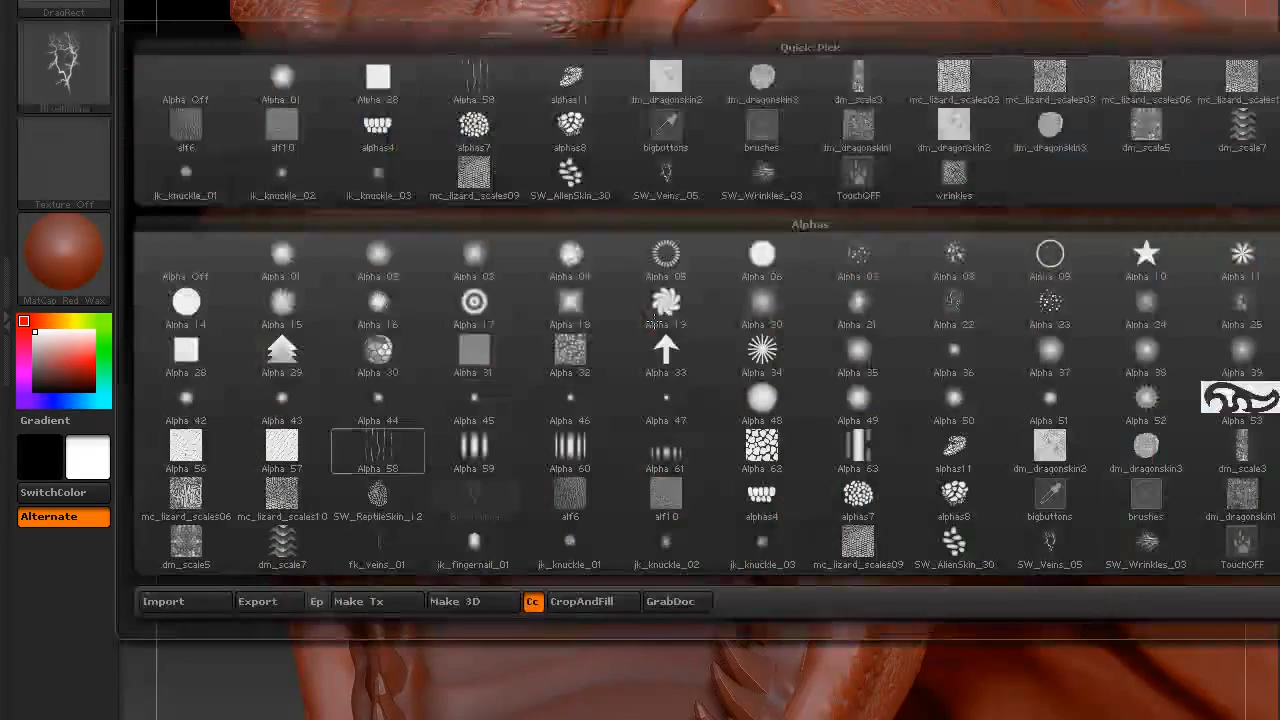 DragRect
Quick Pick
Alpha Off Alpha 01 Alpha 28 Alpha 58 alphas11 dm_dragonskin2 dm_dragonskin3 dm_scale3 mc_lizard_scales02 mc_lizard_scales03 mc_lizard_scales06 mc_lizard_scales1
alf6 alf10 alphas4 alphas7 alphas8 bigbuttons brushes dm_dragonskin1 dm_dragonskin2 dm_dragonskin3 dm_scale5 dm_scale7
jk_knuckle_01 jk_knuckle_02 jk_knuckle_03 mc_lizard_scales09 SW_AlienSkin_30 SW_Veins_05 SW_Wrinkles_03 TouchOFF wrinkles
Texture Off
Alphas
Alpha Off Alpha 01 Alpha 02 Alpha 03 Alpha 04 Alpha 05 Alpha 06 Alpha 07 Alpha 08 Alpha 09 Alpha 10 Alpha 11
MatCap Red Wax
Alpha 14 Alpha 15 Alpha 16 Alpha 17 Alpha 18 Alpha 19 Alpha 20 Alpha 21 Alpha 22 Alpha 23 Alpha 24 Alpha 25
Alpha 28 Alpha 29 Alpha 30 Alpha 31 Alpha 32 Alpha 33 Alpha 34 Alpha 35 Alpha 36 Alpha 37 Alpha 38 Alpha 39
Alpha 42 Alpha 43 Alpha 44 Alpha 45 Alpha 46 Alpha 47 Alpha 48 Alpha 49 Alpha 50 Alpha 51 Alpha 52 Alpha 53
Gradient
Alpha 56 Alpha 57 Alpha 58 Alpha 59 Alpha 60 Alpha 61 Alpha 62 Alpha 63 alphas11 dm_dragonskin2 dm_dragonskin3 dm_scale3
SwitchColor
mc_lizard_scales06 mc_lizard_scales10 SW_ReptileSkin_12 alf6 alf10 alphas4 alphas7 alphas8 bigbuttons brushes dm_dragonskin1
Alternate
dm_scale5 dm_scale7 fk_veins_01 jk_fingernail_01 jk_knuckle_01 jk_knuckle_02 jk_knuckle_03 mc_lizard_scales09 SW_AlienSkin_30 SW_Veins_05 SW_Wrinkles_03 TouchOFF
Import Export Ep Make Tx Make 3D Cc CropAndFill GrabDoc